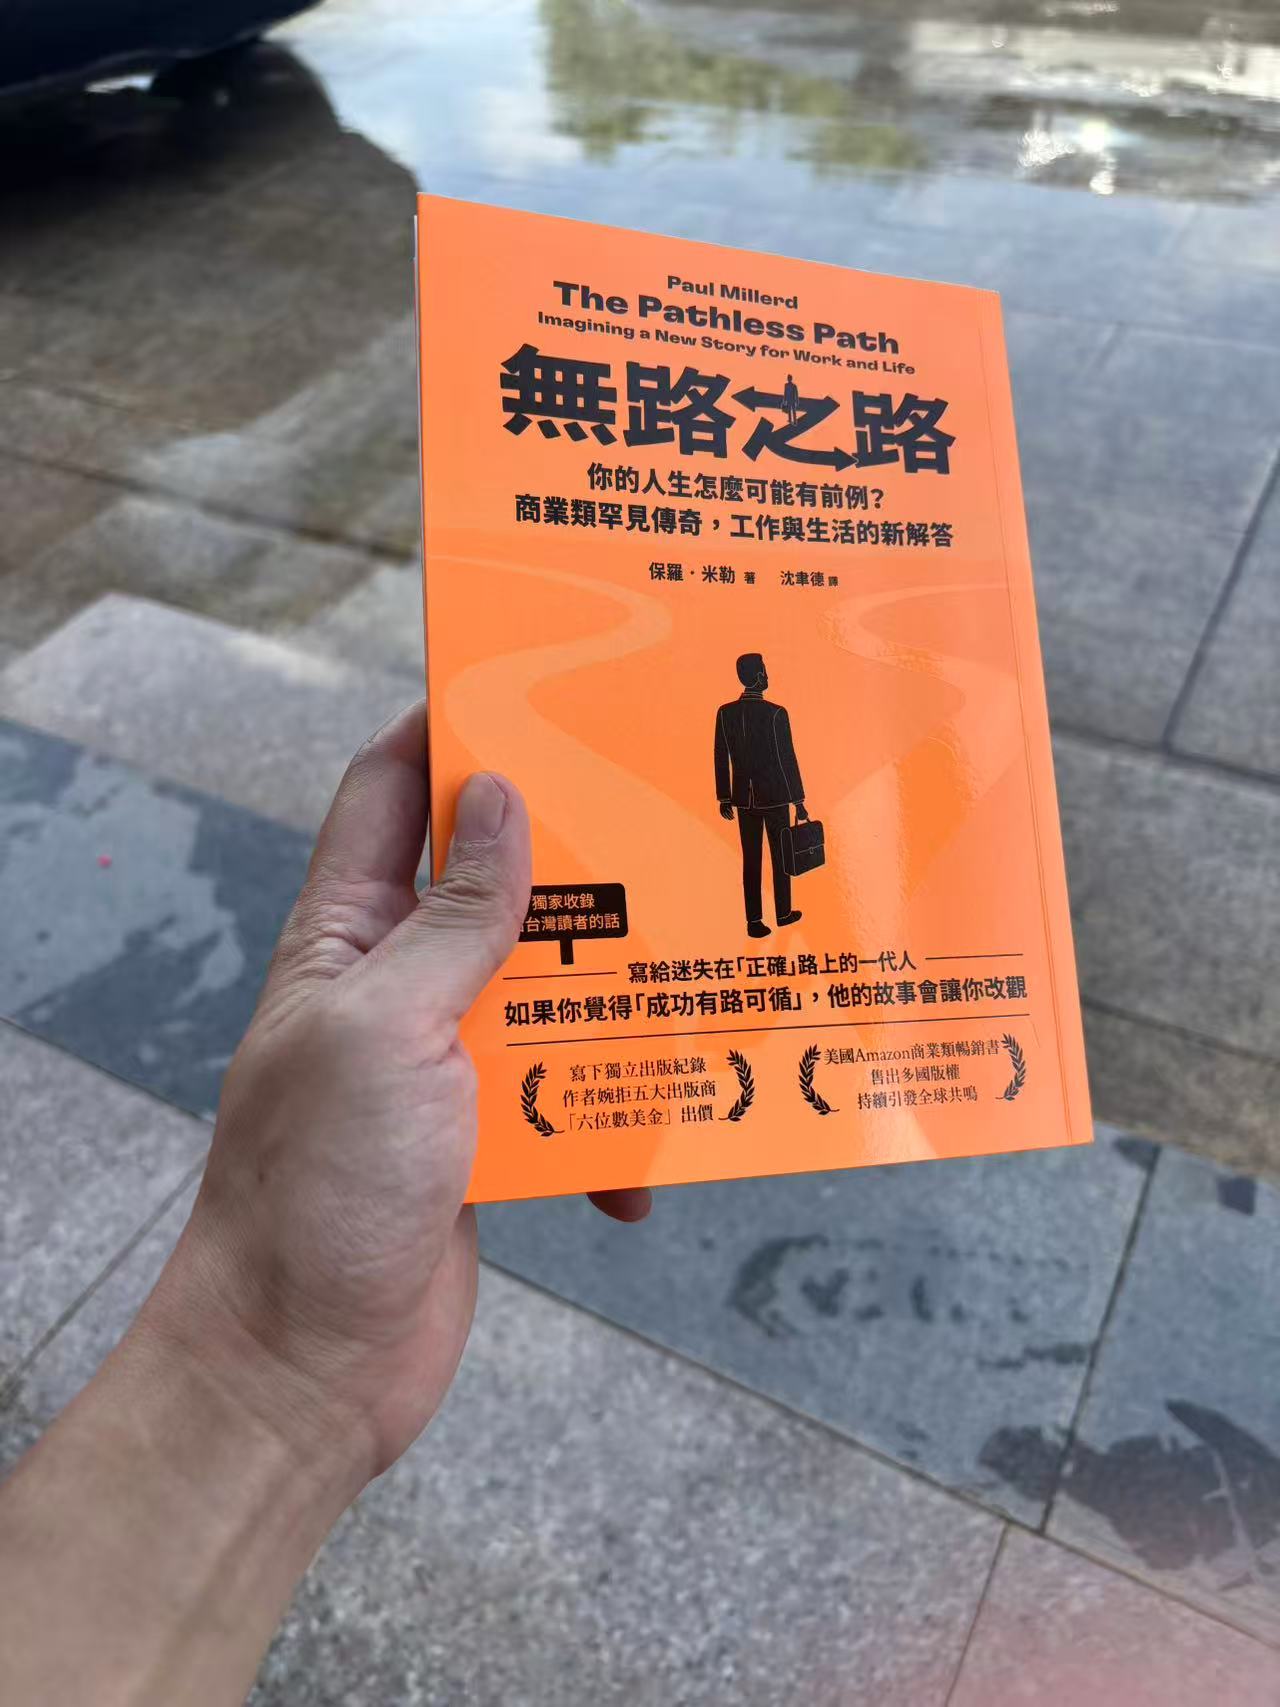 Paul Millerd
The Pathless Path
Imagining a New Story for Work and Life
無路之路
你的人生怎麼可能有前例？
商業類罕見傳奇，工作與生活的新解答
保羅．米勒 著 沈聿德 譯
獨家收錄
台灣讀者的話
寫給迷失在「正確」路上的一代人
如果你覺得「成功有路可循」，他的故事會讓你改觀
寫下獨立出版紀錄
作者婉拒五大出版商
「六位數美金」出價
美國Amazon商業類暢銷書
售出多國版權
持續引發全球共鳴